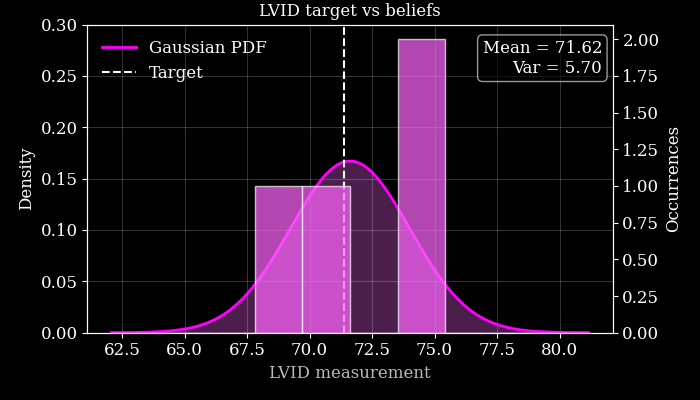 LVID target vs beliefs
Gaussian PDF
Target
Mean = 71.62
Var = 5.70
Density
0.30
0.25
0.20
0.15
0.10
0.05
0.00
2.00
1.75
1.50
1.25
1.00
0.75
0.50
0.25
0.00
Occurrences
62.5 65.0 67.5 70.0 72.5 75.0 77.5 80.0
LVID measurement